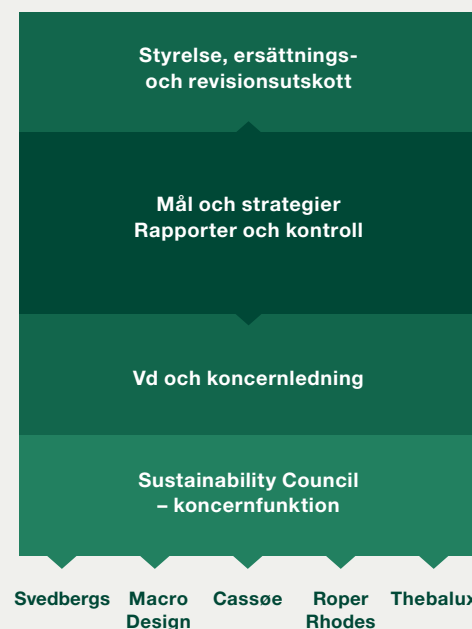 Styrelse, ersättnings-
och revisionsutskott
Mål och strategier
Rapporter och kontroll
Vd och koncernledning
Sustainability Council
– koncernfunktion
Svedbergs
Macro
Design
Cassøe
Roper
Rhodes
Thebalux